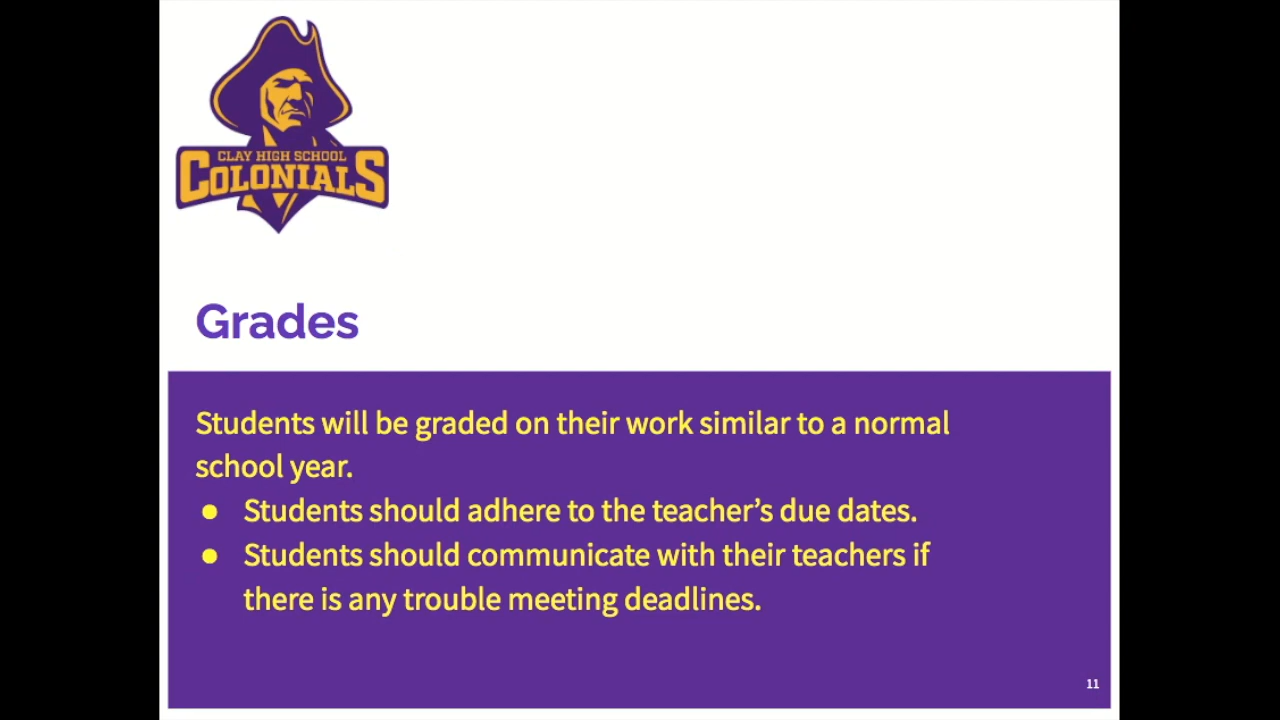 CLAY HIGH SCHOOL
COLONIALS
Grades
Students will be graded on their work similar to a normal
school year.
● Students should adhere to the teacher’s due dates.
● Students should communicate with their teachers if
there is any trouble meeting deadlines.
11